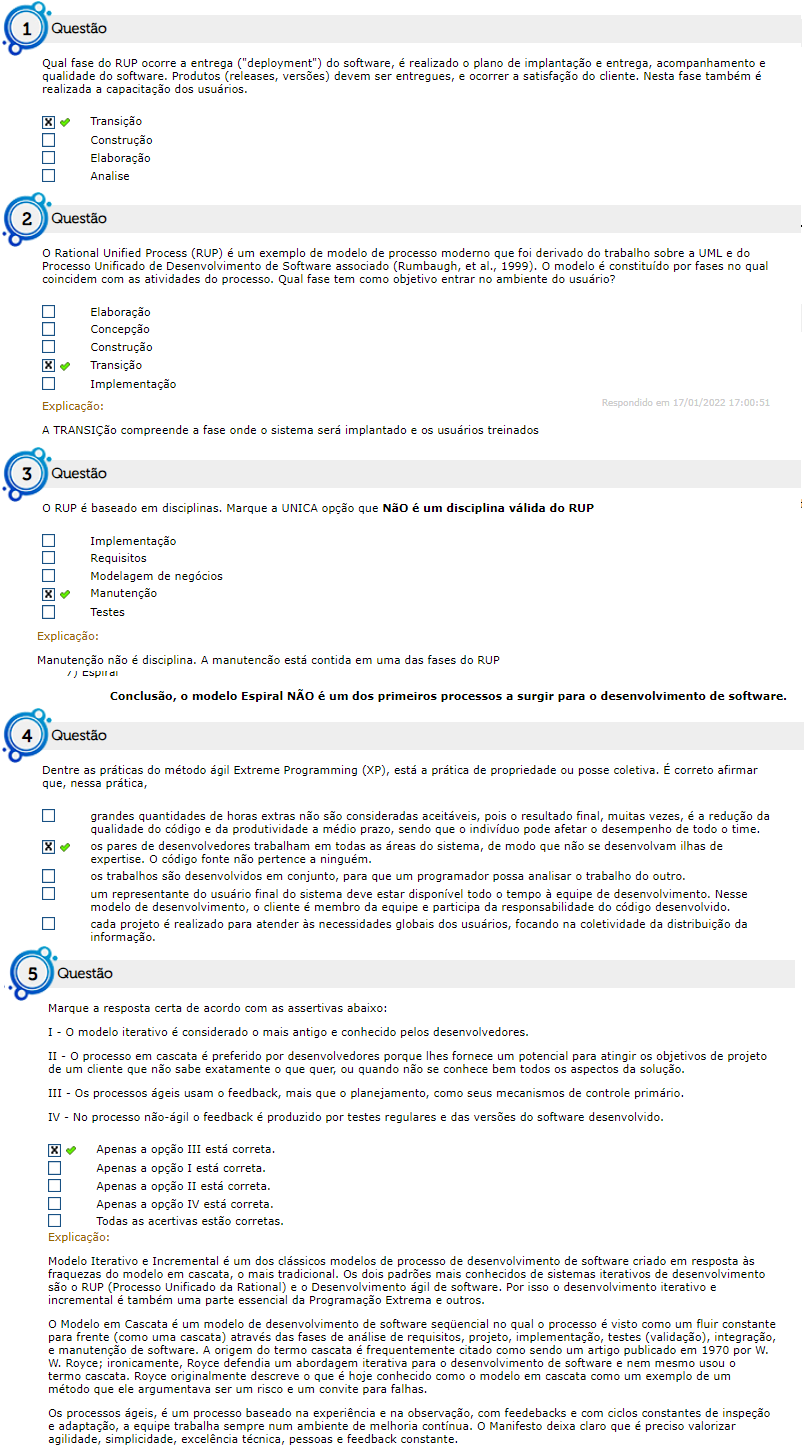 1 Questão
Qual fase do RUP ocorre a entrega ("deployment") do software, é realizado o plano de implantação e entrega, acompanhamento e
qualidade do software. Produtos (releases, versões) devem ser entregues, e ocorrer a satisfação do cliente. Nesta fase também é
realizada a capacitação dos usuários.
Transição
Construção
Elaboração
Analise
2 Questão
O Rational Unified Process (RUP) é um exemplo de modelo de processo moderno que foi derivado do trabalho sobre a UML e do
Processo Unificado de Desenvolvimento de Software associado (Rumbaugh, et al., 1999). O modelo é constituído por fases no qual
coincidem com as atividades do processo. Qual fase tem como objetivo entrar no ambiente do usuário?
Elaboração
Concepção
Construção
Transição
Implementação
Respondido em 17/01/2022 17:00:51
Explicação:
A TRANSIÇão compreende a fase onde o sistema será implantado e os usuários treinados
3 Questão
O RUP é baseado em disciplinas. Marque a UNICA opção que NãO é um disciplina válida do RUP
Implementação
Requisitos
Modelagem de negócios
Manutenção
Testes
Explicação:
Manutenção não é disciplina. A manutencão está contida em uma das fases do RUP
7) Espiral
Conclusão, o modelo Espiral NÃO é um dos primeiros processos a surgir para o desenvolvimento de software.
4 Questão
Dentre as práticas do método ágil Extreme Programming (XP), está a prática de propriedade ou posse coletiva. É correto afirmar
que, nessa prática,
grandes quantidades de horas extras não são consideradas aceitáveis, pois o resultado final, muitas vezes, é a redução da
qualidade do código e da produtividade a médio prazo, sendo que o indivíduo pode afetar o desempenho de todo o time.
os pares de desenvolvedores trabalham em todas as áreas do sistema, de modo que não se desenvolvam ilhas de
expertise. O código fonte não pertence a ninguém.
os trabalhos são desenvolvidos em conjunto, para que um programador possa analisar o trabalho do outro.
um representante do usuário final do sistema deve estar disponível todo o tempo à equipe de desenvolvimento. Nesse
modelo de desenvolvimento, o cliente é membro da equipe e participa da responsabilidade do código desenvolvido.
cada projeto é realizado para atender às necessidades globais dos usuários, focando na coletividade da distribuição da
informação.
5 Questão
Marque a resposta certa de acordo com as assertivas abaixo:
I - O modelo iterativo é considerado o mais antigo e conhecido pelos desenvolvedores.
II - O processo em cascata é preferido por desenvolvedores porque lhes fornece um potencial para atingir os objetivos de projeto
de um cliente que não sabe exatamente o que quer, ou quando não se conhece bem todos os aspectos da solução.
III - Os processos ágeis usam o feedback, mais que o planejamento, como seus mecanismos de controle primário.
IV - No processo não-ágil o feedback é produzido por testes regulares e das versões do software desenvolvido.
Apenas a opção III está correta.
Apenas a opção I está correta.
Apenas a opção II está correta.
Apenas a opção IV está correta.
Todas as acertivas estão corretas.
Explicação:
Modelo Iterativo e Incremental é um dos clássicos modelos de processo de desenvolvimento de software criado em resposta às
fraquezas do modelo em cascata, o mais tradicional. Os dois padrões mais conhecidos de sistemas iterativos de desenvolvimento
são o RUP (Processo Unificado da Rational) e o Desenvolvimento ágil de software. Por isso o desenvolvimento iterativo e
incremental é também uma parte essencial da Programação Extrema e outros.
O Modelo em Cascata é um modelo de desenvolvimento de software seqüencial no qual o processo é visto como um fluir constante
para frente (como uma cascata) através das fases de análise de requisitos, projeto, implementação, testes (validação), integração,
e manutenção de software. A origem do termo cascata é frequentemente citado como sendo um artigo publicado em 1970 por W.
W. Royce; ironicamente, Royce defendia um abordagem iterativa para o desenvolvimento de software e nem mesmo usou o
termo cascata. Royce originalmente descreve o que é hoje conhecido como o modelo em cascata como um exemplo de um
método que ele argumentava ser um risco e um convite para falhas.
Os processos ágeis, é um processo baseado na experiência e na observação, com feedebacks e com ciclos constantes de inspeção
e adaptação, a equipe trabalha sempre num ambiente de melhoria contínua. O Manifesto deixa claro que é preciso valorizar
agilidade, simplicidade, excelência técnica, pessoas e feedback constante.